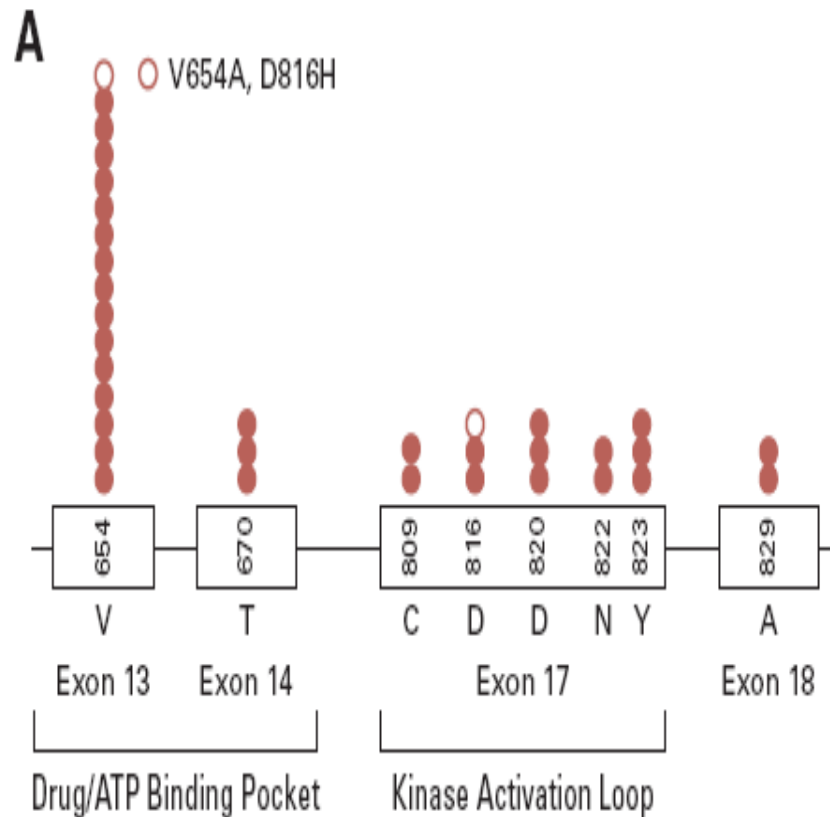 A
V654A, D816H
654 670 809 816 820 822 823 829
V T C D D N Y A
Exon 13 Exon 14 Exon 17 Exon 18
Drug/ATP Binding Pocket Kinase Activation Loop